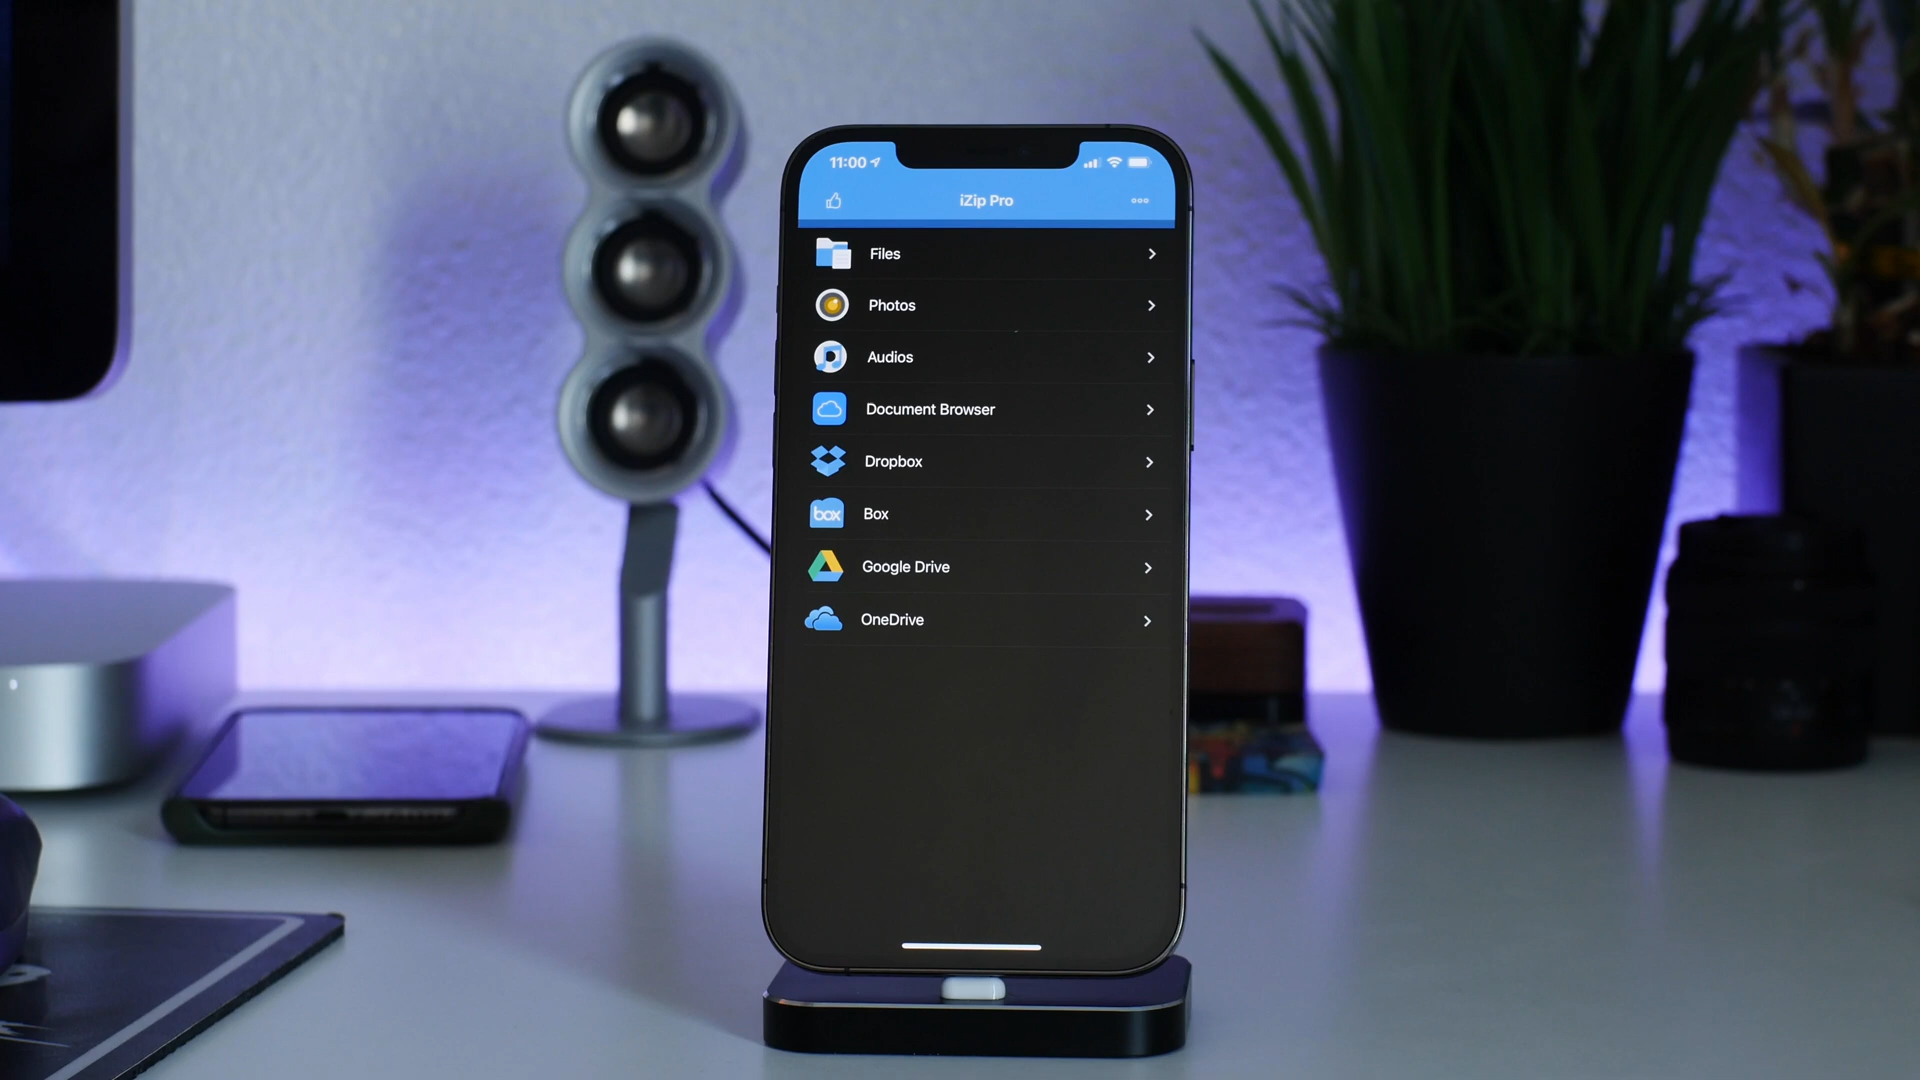 11:00
iZip Pro
Files
Photos
Audios
Document Browser
Dropbox
box Box
Google Drive
OneDrive